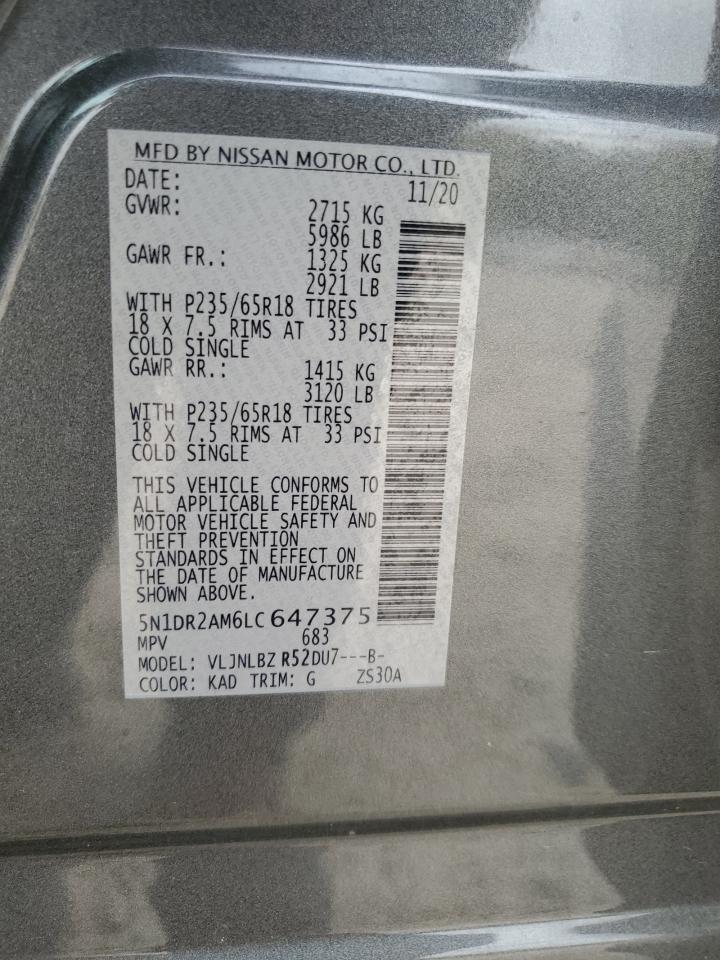 MFD BY NISSAN MOTOR CO., LTD.
DATE: 11/20
GVWR: 2715 KG
5986 LB
GAWR FR.: 1325 KG
2921 LB
WITH P235/65R18 TIRES
18 X 7.5 RIMS AT 33 PSI
COLD SINGLE
GAWR RR.: 1415 KG
3120 LB
WITH P235/65R18 TIRES
18 X 7.5 RIMS AT 33 PSI
COLD SINGLE
THIS VEHICLE CONFORMS TO
ALL APPLICABLE FEDERAL
MOTOR VEHICLE SAFETY AND
THEFT PREVENTION
STANDARDS IN EFFECT ON
THE DATE OF MANUFACTURE
SHOWN ABOVE.
5N1DR2AM6LC647375
MPV 683
MODEL: VLJNLBZ R52DU7---B-
COLOR: KAD TRIM: G ZS30A